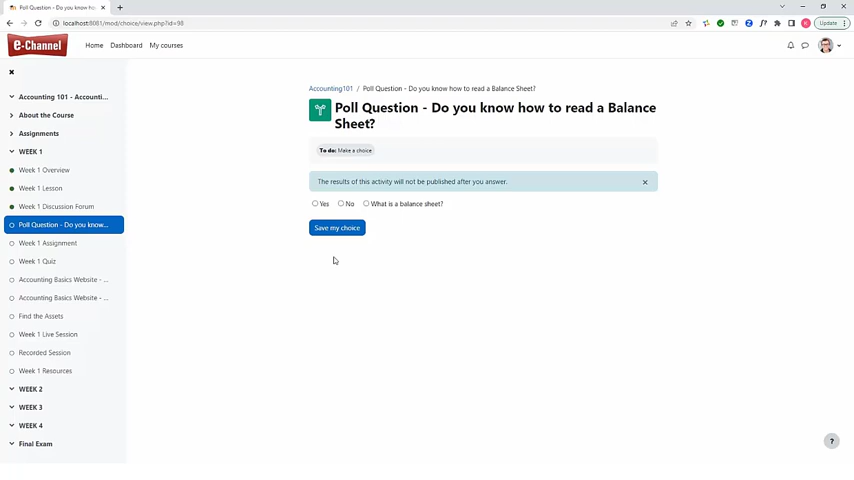 Poll Question - Do you know ho
localhost:8081/mod/choice/view.php?id=98
K
Update
e-Channel
Home Dashboard My courses
Accounting 101 - Accounti...
About the Course
Assignments
WEEK 1
Week 1 Overview
Week 1 Lesson
Week 1 Discussion Forum
Poll Question - Do you know...
Week 1 Assignment
Week 1 Quiz
Accounting Basics Website - ...
Accounting Basics Website - ...
Find the Assets
Week 1 Live Session
Recorded Session
Week 1 Resources
WEEK 2
WEEK 3
WEEK 4
Final Exam
Accounting101 / Poll Question - Do you know how to read a Balance Sheet?
Poll Question - Do you know how to read a Balance
Sheet?
To do: Make a choice
The results of this activity will not be published after you answer.
Yes No What is a balance sheet?
Save my choice
?